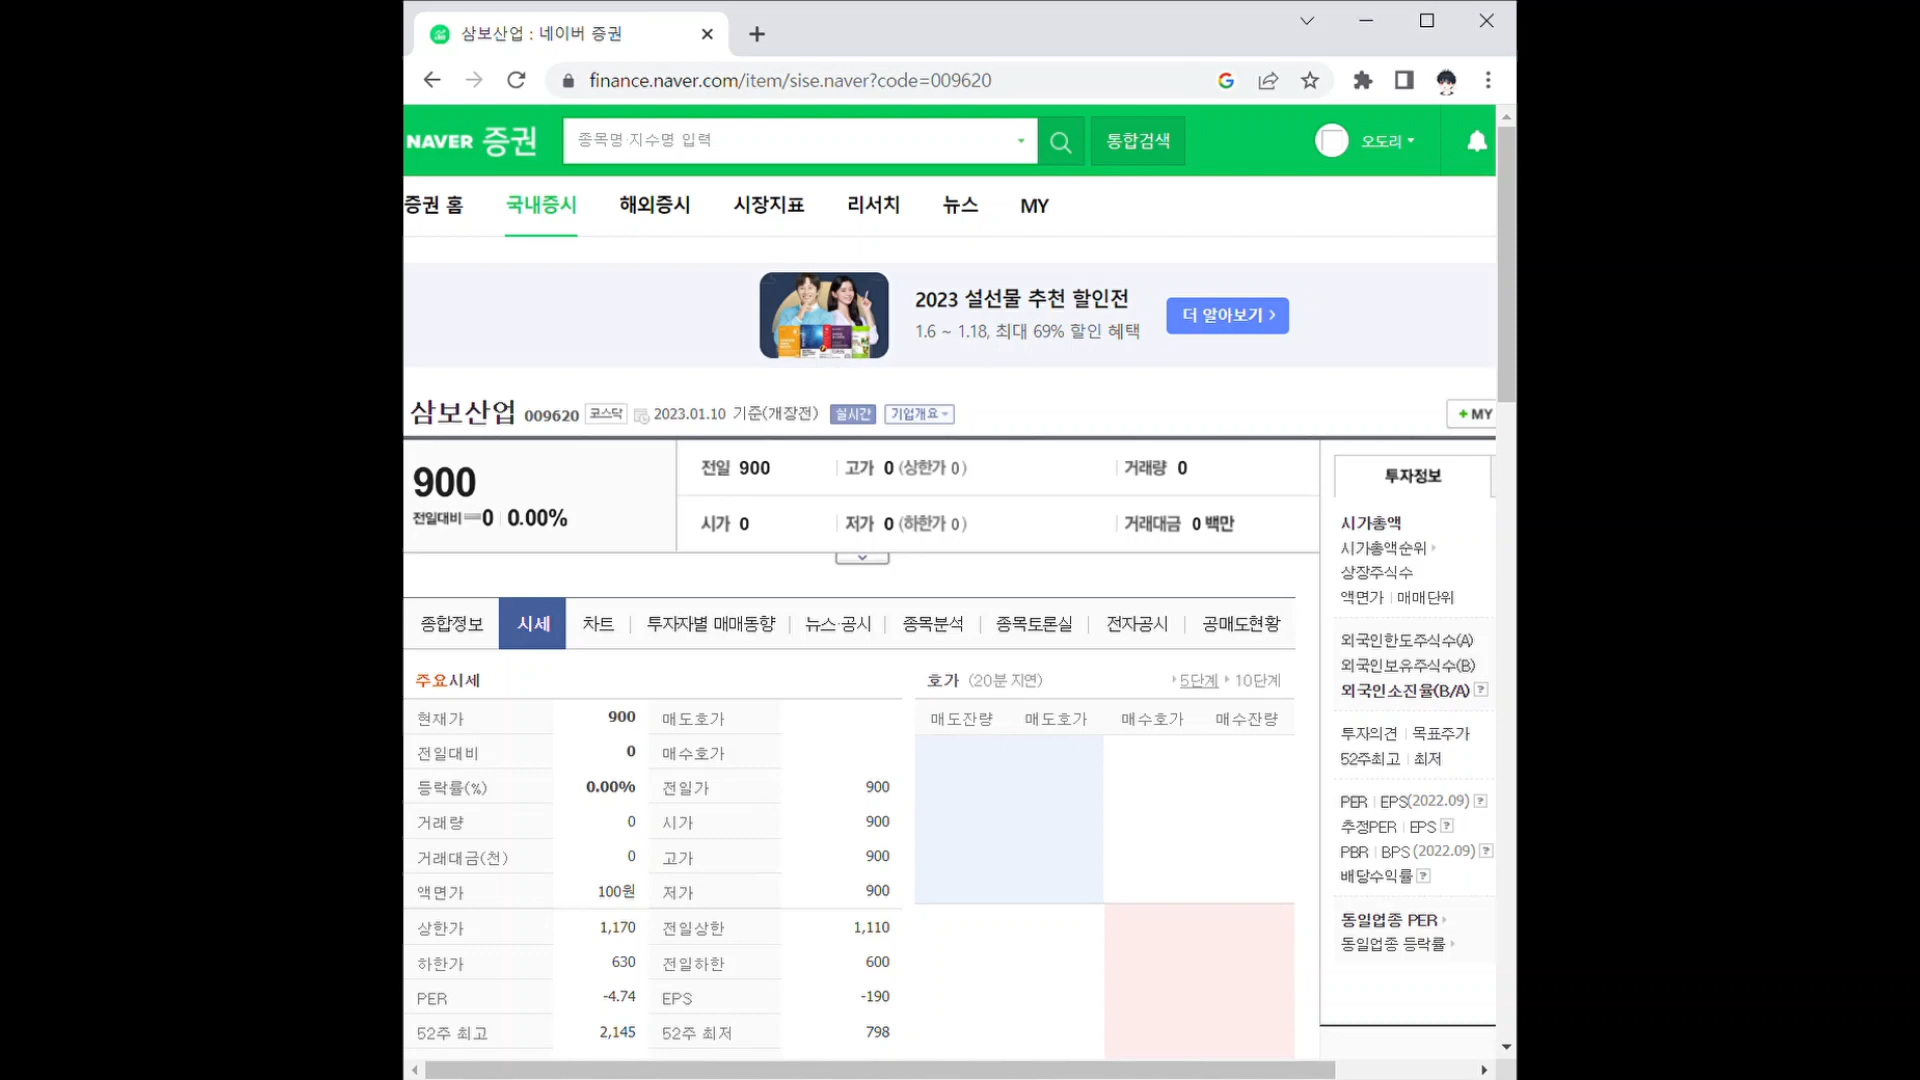 삼보산업 : 네이버 증권
finance.naver.com/item/sise.naver?code=009620
NAVER 증권
종목명·지수명 입력
통합검색
오도리
증권 홈 국내증시 해외증시 시장지표 리서치 뉴스 MY
2023 설선물 추천 할인전
1.6 ~ 1.18, 최대 69% 할인 혜택
더 알아보기 >
삼보산업 009620 코스닥 2023.01.10 기준(개장전) 실시간 기업개요
+ MY
900
전일대비 0 0.00%
전일 900 고가 0 (상한가 0 ) 거래량 0
시가 0 저가 0 (하한가 0 ) 거래대금 0 백만
종합정보 시세 차트 투자자별 매매동향 뉴스·공시 종목분석 종목토론실 전자공시 공매도현황
주요시세
현재가 900 매도호가
전일대비 0 매수호가
등락률(%) 0.00% 전일가 900
거래량 0 시가 900
거래대금(천) 0 고가 900
액면가 100원 저가 900
상한가 1,170 전일상한 1,110
하한가 630 전일하한 600
PER -4.74 EPS -190
52주 최고 2,145 52주 최저 798
호가 (20분 지연) 5단계 10단계
매도잔량 매도호가 매수호가 매수잔량
투자정보
시가총액
시가총액순위
상장주식수
액면가 | 매매단위
외국인한도주식수(A)
외국인보유주식수(B)
외국인소진율(B/A) ?
투자의견 | 목표주가
52주최고 | 최저
PER | EPS(2022.09) ?
추정PER | EPS ?
PBR | BPS (2022.09) ?
배당수익률 ?
동일업종 PER
동일업종 등락률